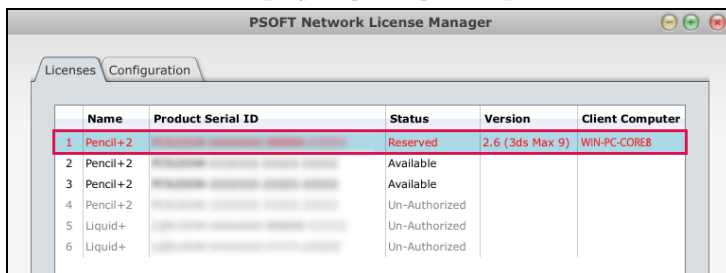 PSOFT Network License Manager
Licenses Configuration
Name Product Serial ID Status Version Client Computer
1 Pencil+2 Reserved 2.6 (3ds Max 9) WIN-PC-CORE8
2 Pencil+2 Available
3 Pencil+2 Available
4 Pencil+2 Un-Authorized
5 Liquid+ Un-Authorized
6 Liquid+ Un-Authorized